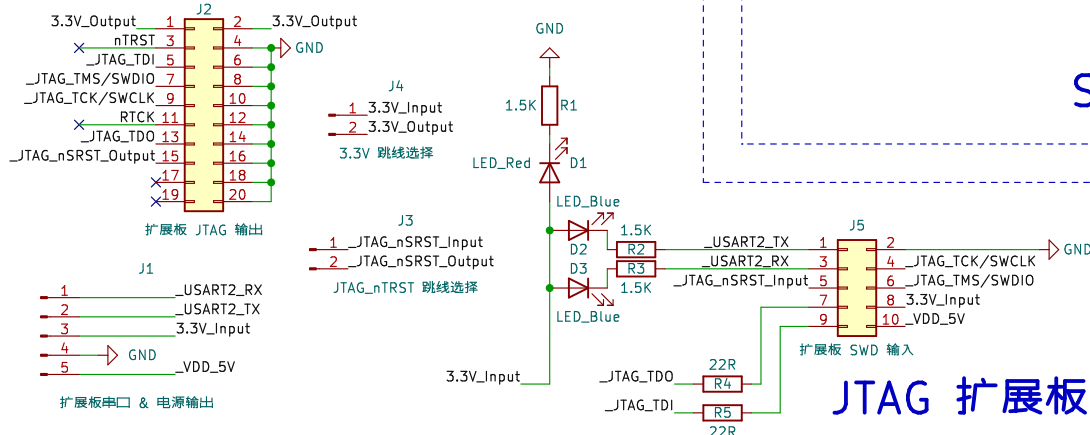 J2
3.3V_Output 1 2 3.3V_Output
nTRST 3 4 GND
_JTAG_TDI 5 6
_JTAG_TMS/SWDIO 7 8
_JTAG_TCK/SWCLK 9 10
RTCK 11 12
_JTAG_TDO 13 14
_JTAG_nSRST_Output 15 16
17 18
19 20
扩展板 JTAG 输出
J1
1 _USART2_RX
2 _USART2_TX
3 3.3V_Input
4 GND
5 _VDD_5V
扩展板串口 & 电源输出
J4
1 3.3V_Input
2 3.3V_Output
3.3V 跳线选择
J3
1 _JTAG_nSRST_Input
2 _JTAG_nSRST_Output
JTAG_nTRST 跳线选择
GND
1.5K R1
LED_Red D1
LED_Blue
D2
1.5K
R2
D3
R3
1.5K
LED_Blue
3.3V_Input
J5
_USART2_TX 1 2 GND
_USART2_RX 3 4 _JTAG_TCK/SWCLK
_JTAG_nSRST_Input 5 6 _JTAG_TMS/SWDIO
7 8 3.3V_Input
9 10 _VDD_5V
扩展板 SWD 输入
22R
_JTAG_TDO R4
_JTAG_TDI R5
22R
JTAG 扩展板
S